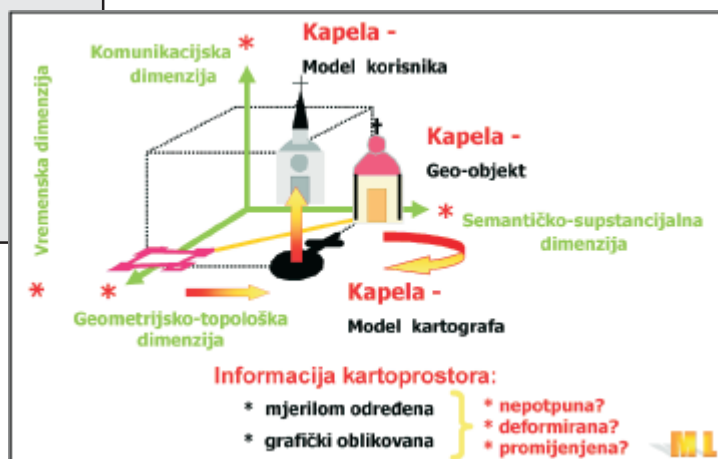 Komunikacijska
dimenzija
*
Kapela -
Model korisnika
Vremenska dimenzija
Kapela -
Geo-objekt
* Semantičko-supstancijalna
dimenzija
*
*
Geometrijsko-topološka
dimenzija
Kapela -
Model kartografa
Informacija kartoprostora:
* mjerilom određena
* grafički oblikovana
* nepotpuna?
* deformirana?
* promijenjena?
ML